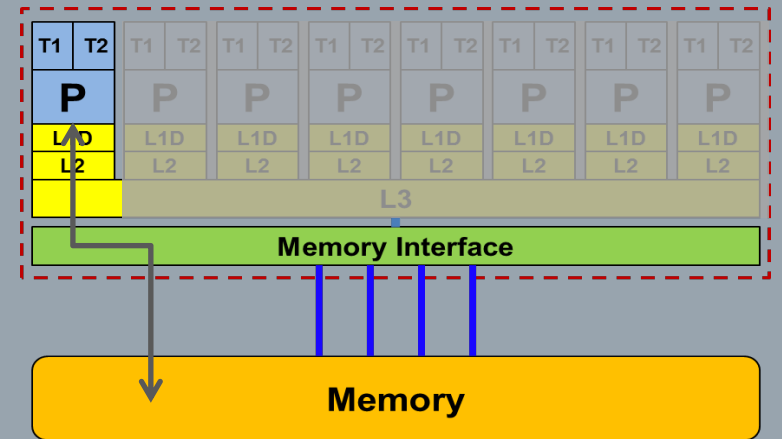 T1 T2 T1 T2 T1 T2 T1 T2 T1 T2 T1 T2 T1 T2 T1 T2
P P P P P P P P
L1D L1D L1D L1D L1D L1D L1D L1D
L2 L2 L2 L2 L2 L2 L2 L2
L3
Memory Interface
Memory